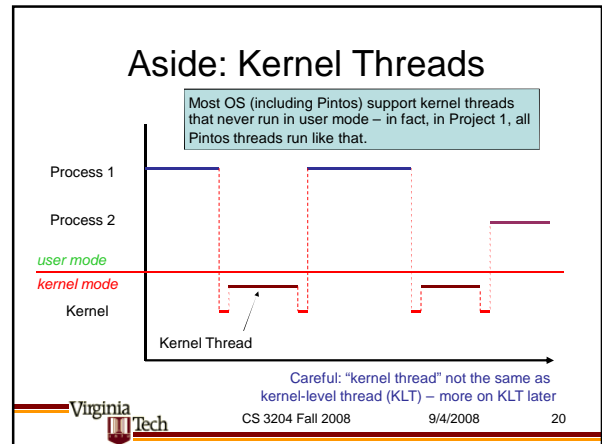 Aside: Kernel Threads
Most OS (including Pintos) support kernel threads
that never run in user mode – in fact, in Project 1, all
Pintos threads run like that.
Process 1
Process 2
user mode
kernel mode
Kernel
Kernel Thread
Careful: "kernel thread" not the same as
kernel-level thread (KLT) – more on KLT later
Virginia Tech
CS 3204 Fall 2008
9/4/2008
20